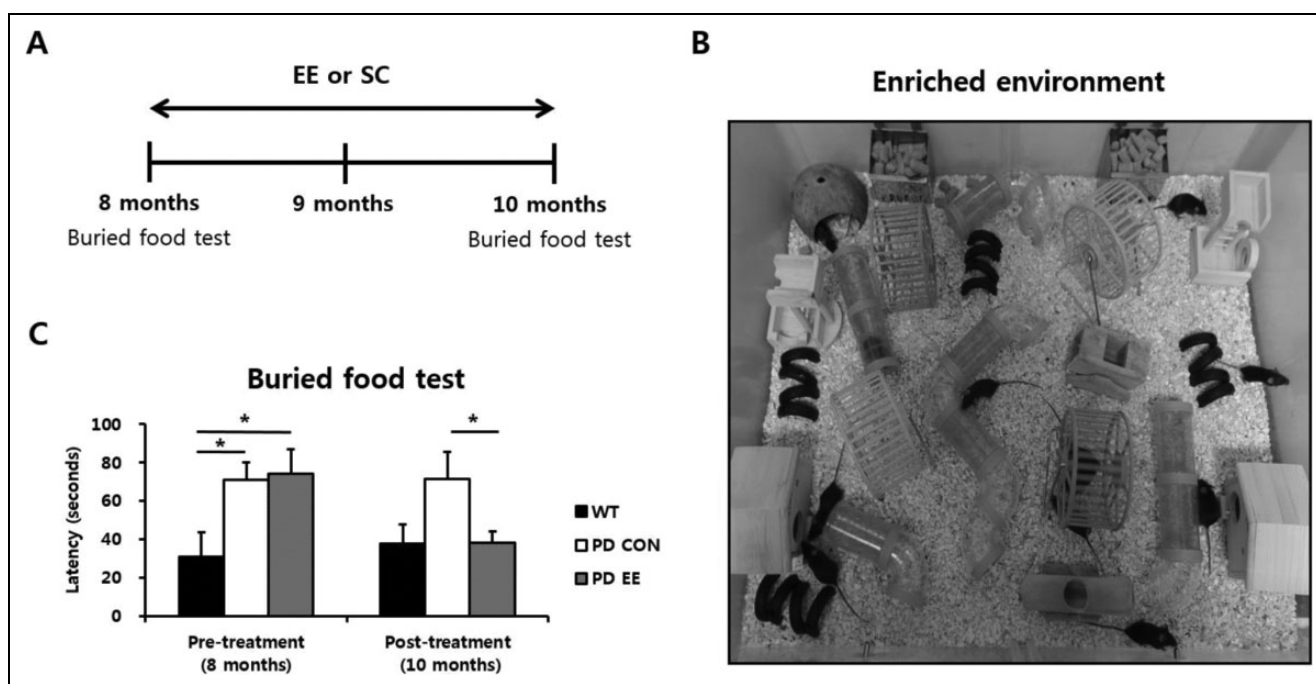 A
EE or SC
8 months
9 months
10 months
Buried food test
Buried food test
B
Enriched environment
C
Buried food test
Latency (seconds)
100
80
60
40
20
0
*
*
*
WT
PD CON
PD EE
Pre-treatment
(8 months)
Post-treatment
(10 months)